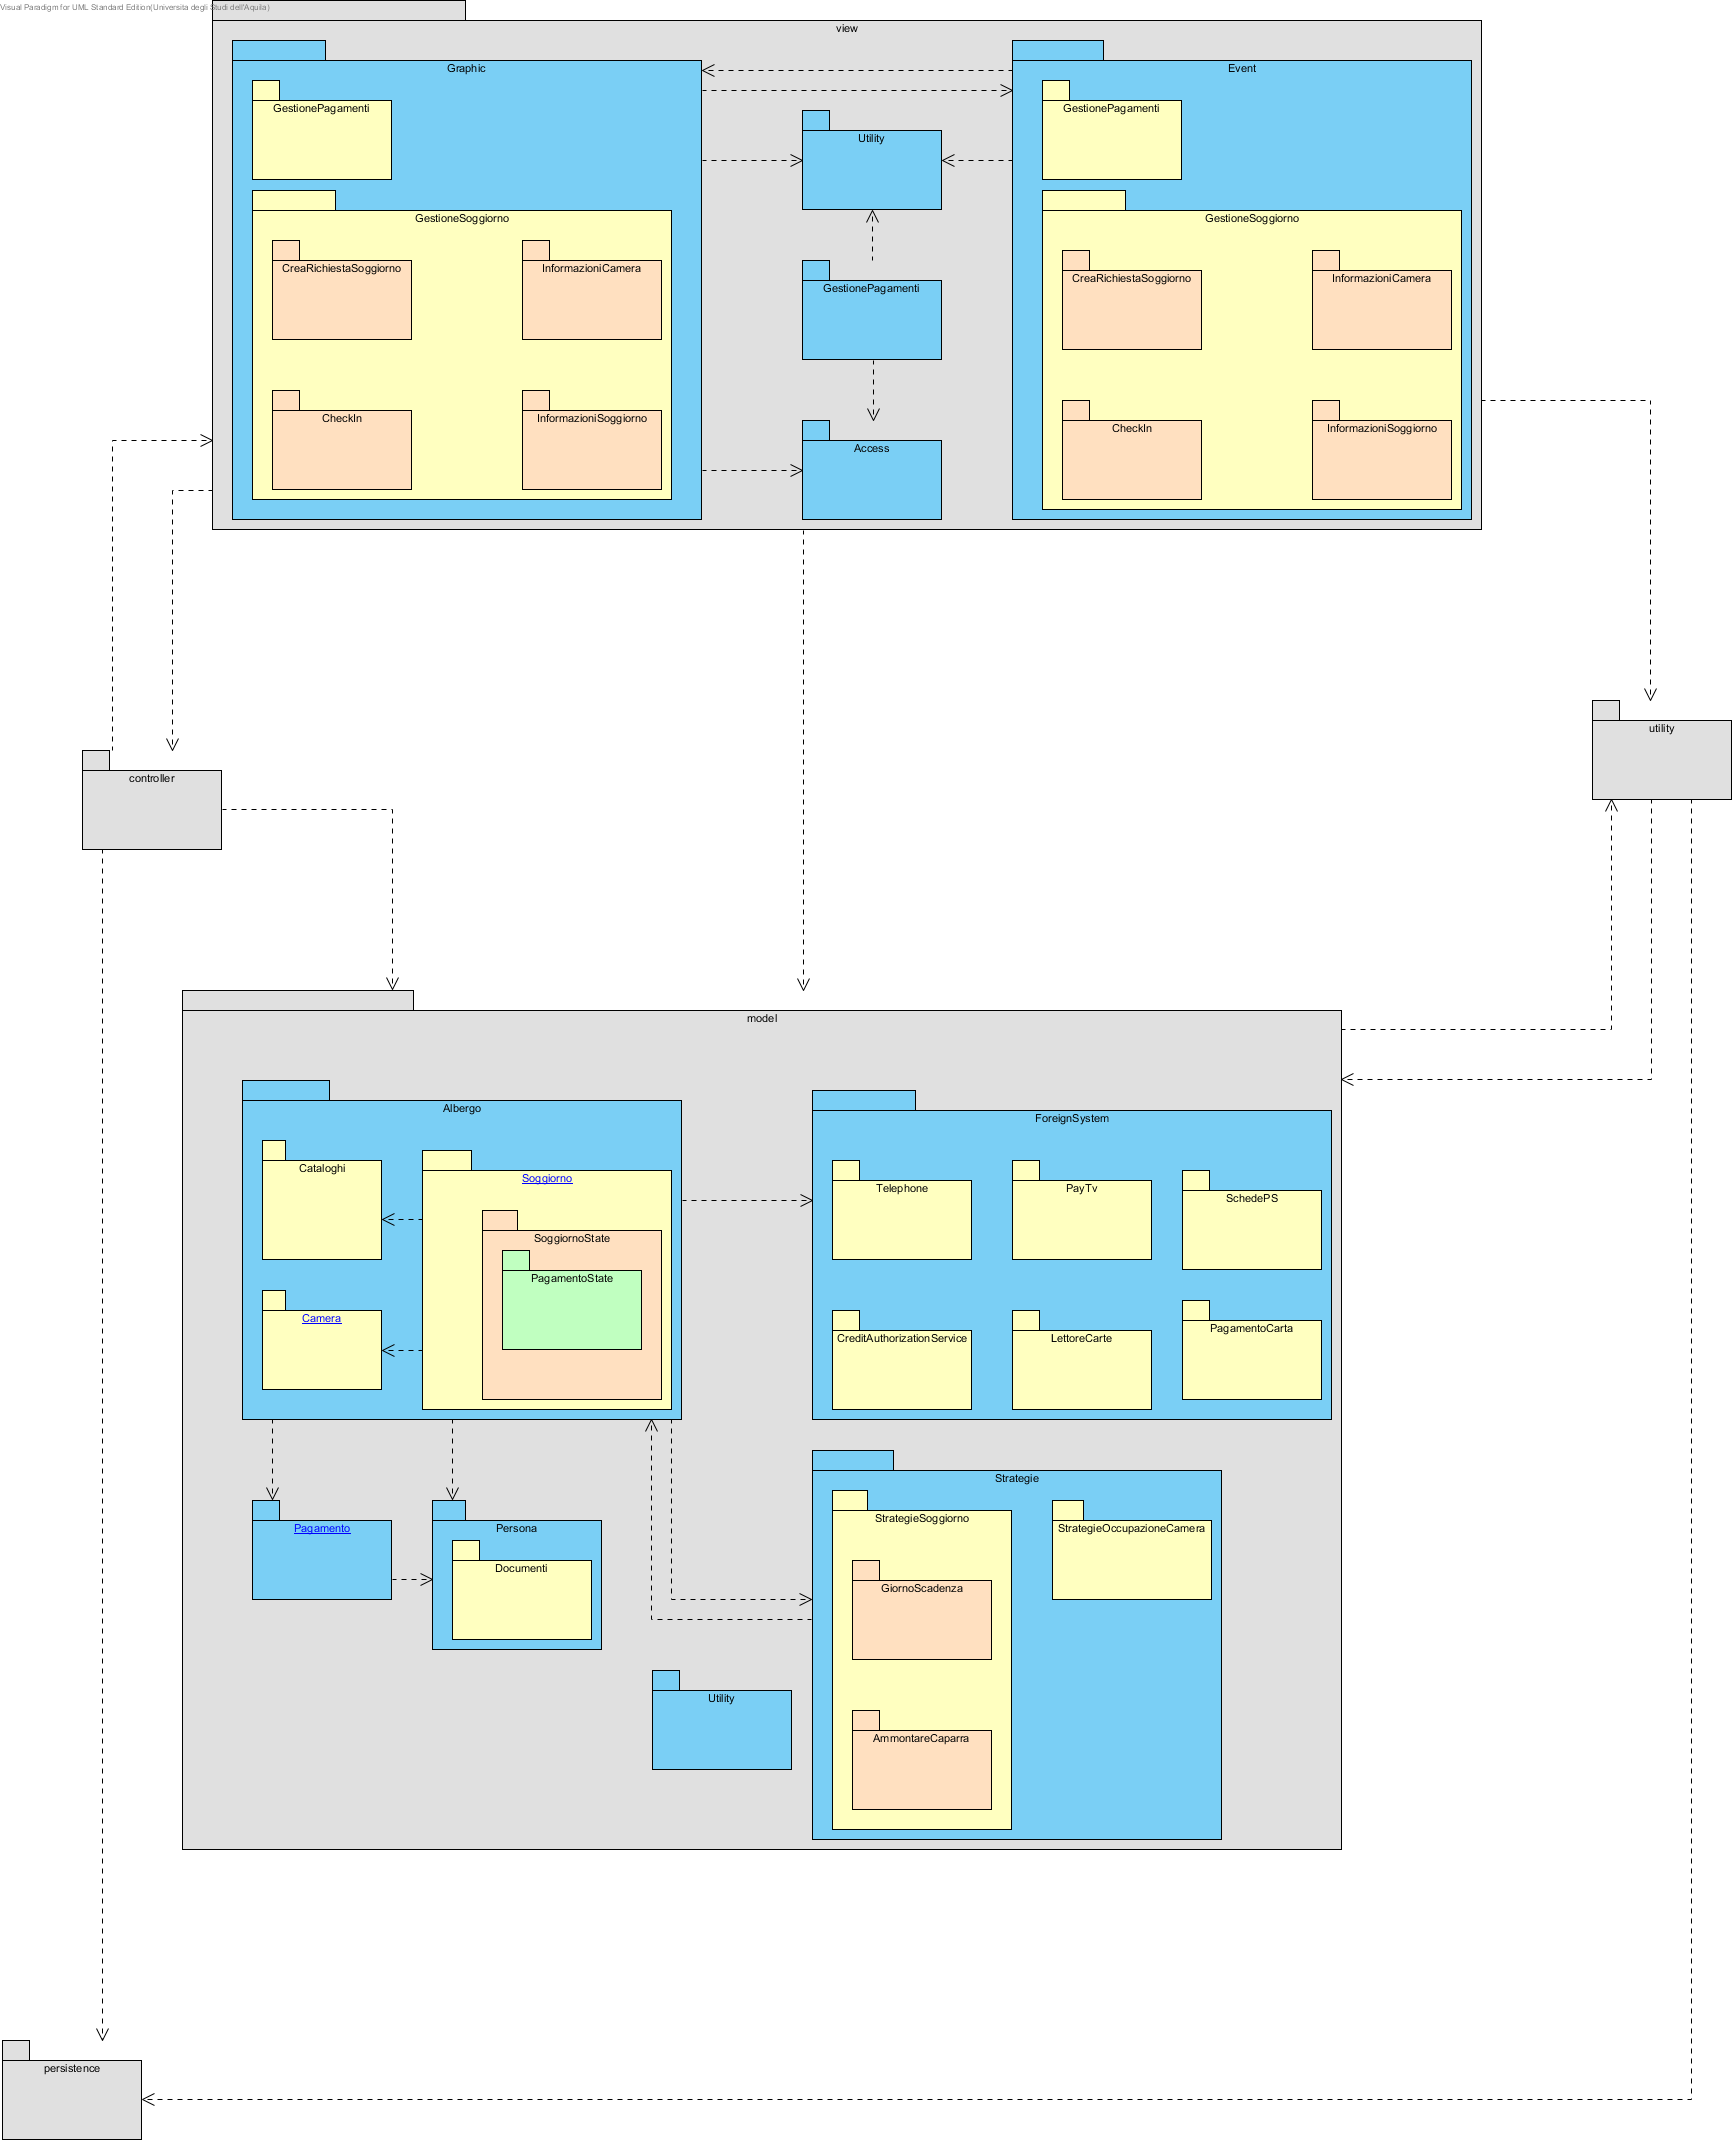 Visual Paradigm for UML Standard Edition(Universita degli Studi dell'Aquila)
view
Graphic
Event
GestionePagamenti
GestionePagamenti
Utility
GestioneSoggiorno
GestioneSoggiorno
CreaRichiestaSoggiorno
InformazioniCamera
CreaRichiestaSoggiorno
InformazioniCamera
GestionePagamenti
CheckIn
InformazioniSoggiorno
CheckIn
InformazioniSoggiorno
Access
utility
controller
model
Albergo
ForeignSystem
Cataloghi
Soggiorno
Telephone
PayTv
SchedePS
SoggiornoState
PagamentoState
Camera
CreditAuthorizationService
LettoreCarte
PagamentoCarta
Strategie
StrategieSoggiorno
StrategieOccupazioneCamera
Pagamento
Persona
Documenti
GiornoScadenza
Utility
AmmontareCaparra
persistence